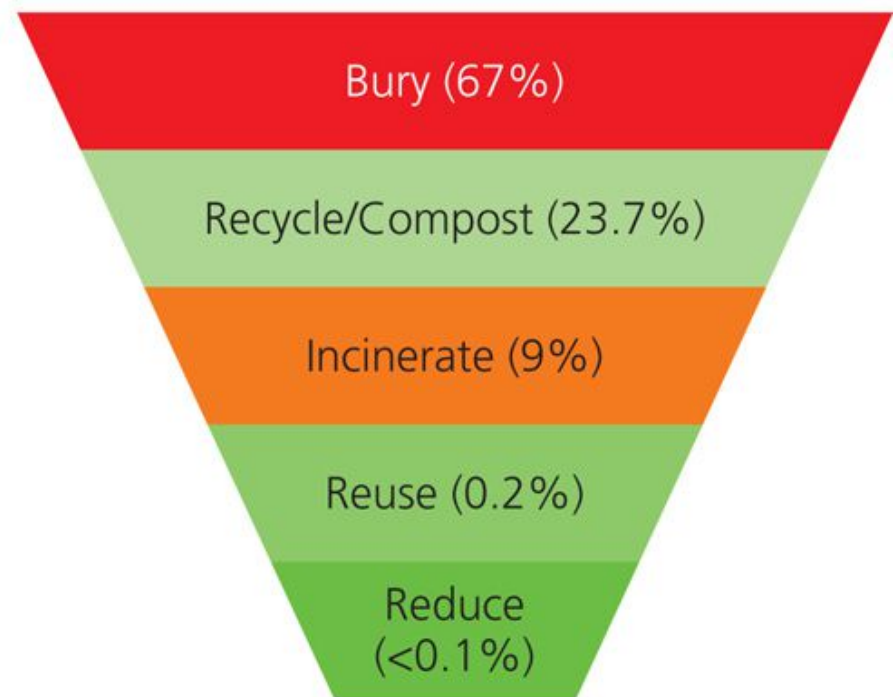 Bury (67%)
Recycle/Compost (23.7%)
Incinerate (9%)
Reuse (0.2%)
Reduce
(<0.1%)